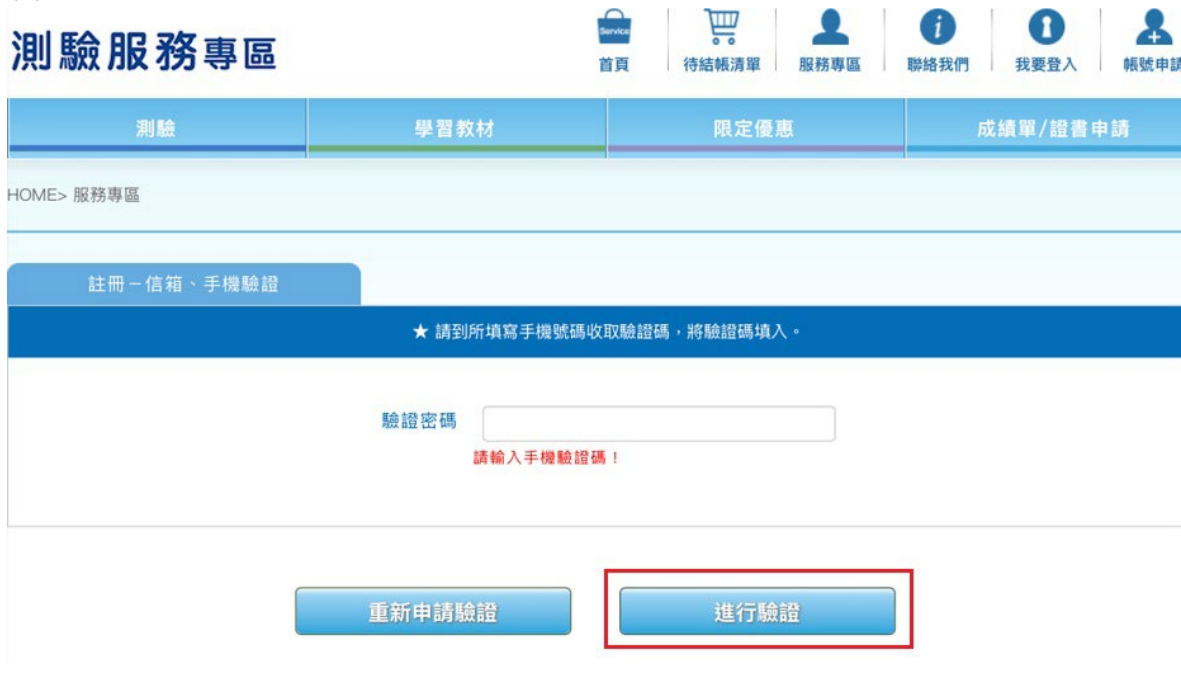 測驗服務專區
Service
首頁
待結帳清單
服務專區
聯絡我們
我要登入
帳號申請
測驗
學習教材
限定優惠
成績單/證書申請
HOME> 服務專區
註冊－信箱、手機驗證
★ 請到所填寫手機號碼收取驗證碼，將驗證碼填入。
驗證密碼
請輸入手機驗證碼！
重新申請驗證
進行驗證